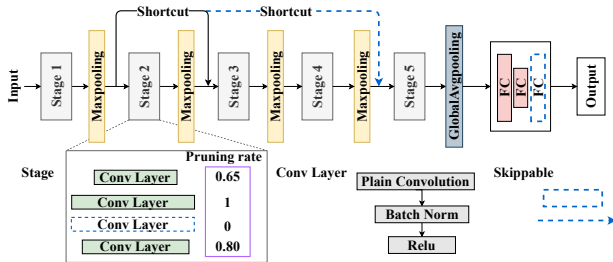 Shortcut
Shortcut
Input
Stage 1
Maxpooling
Stage 2
Maxpooling
Stage 3
Maxpooling
Stage 4
Maxpooling
Stage 5
GlobalAvgpooling
FC
FC
FC
Output
Stage
Pruning rate
Conv Layer 0.65
Conv Layer 1
Conv Layer 0
Conv Layer 0.80
Conv Layer
Plain Convolution
Batch Norm
Relu
Skippable